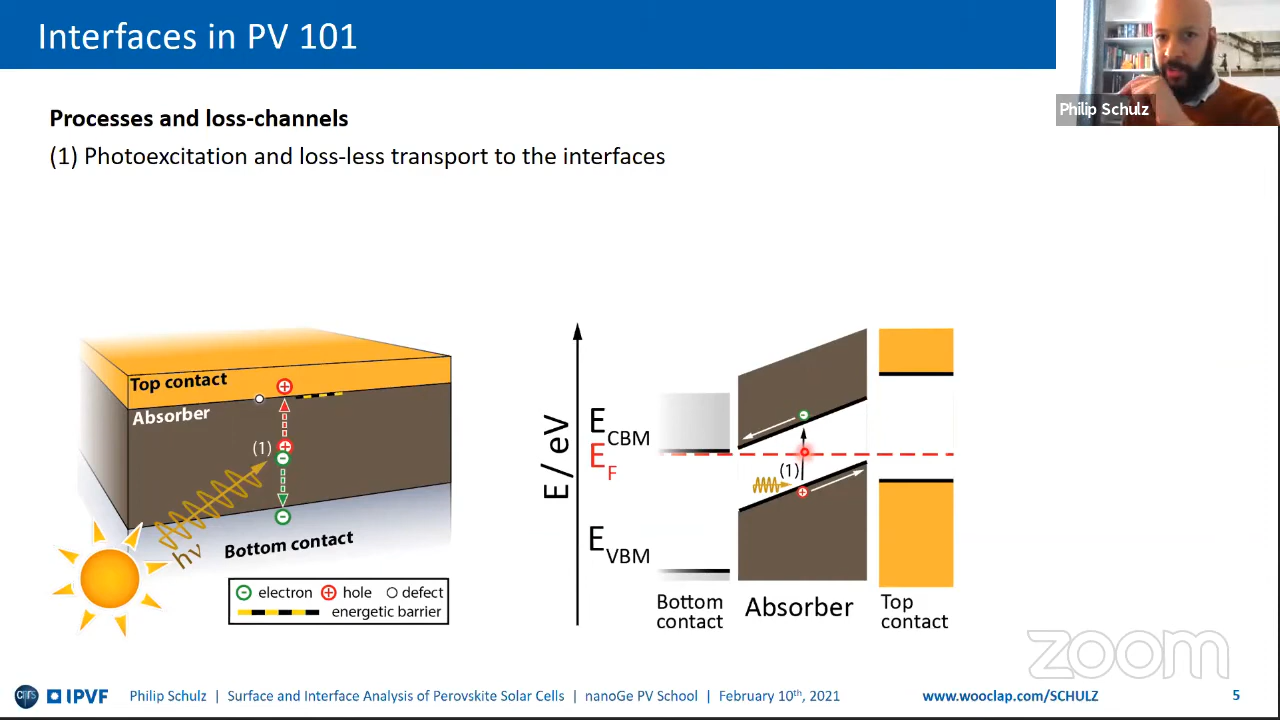 Interfaces in PV 101
Philip Schulz
Processes and loss-channels
(1) Photoexcitation and loss-less transport to the interfaces
Top contact
Absorber
(1)
hν
Bottom contact
electron
hole
defect
energetic barrier
E / eV
E CBM
E F
E VBM
(1)
Bottom contact
Absorber
Top contact
zoom
cnrs
IPVF
Philip Schulz | Surface and Interface Analysis of Perovskite Solar Cells | nanoGe PV School | February 10th, 2021
www.wooclap.com/SCHULZ
5